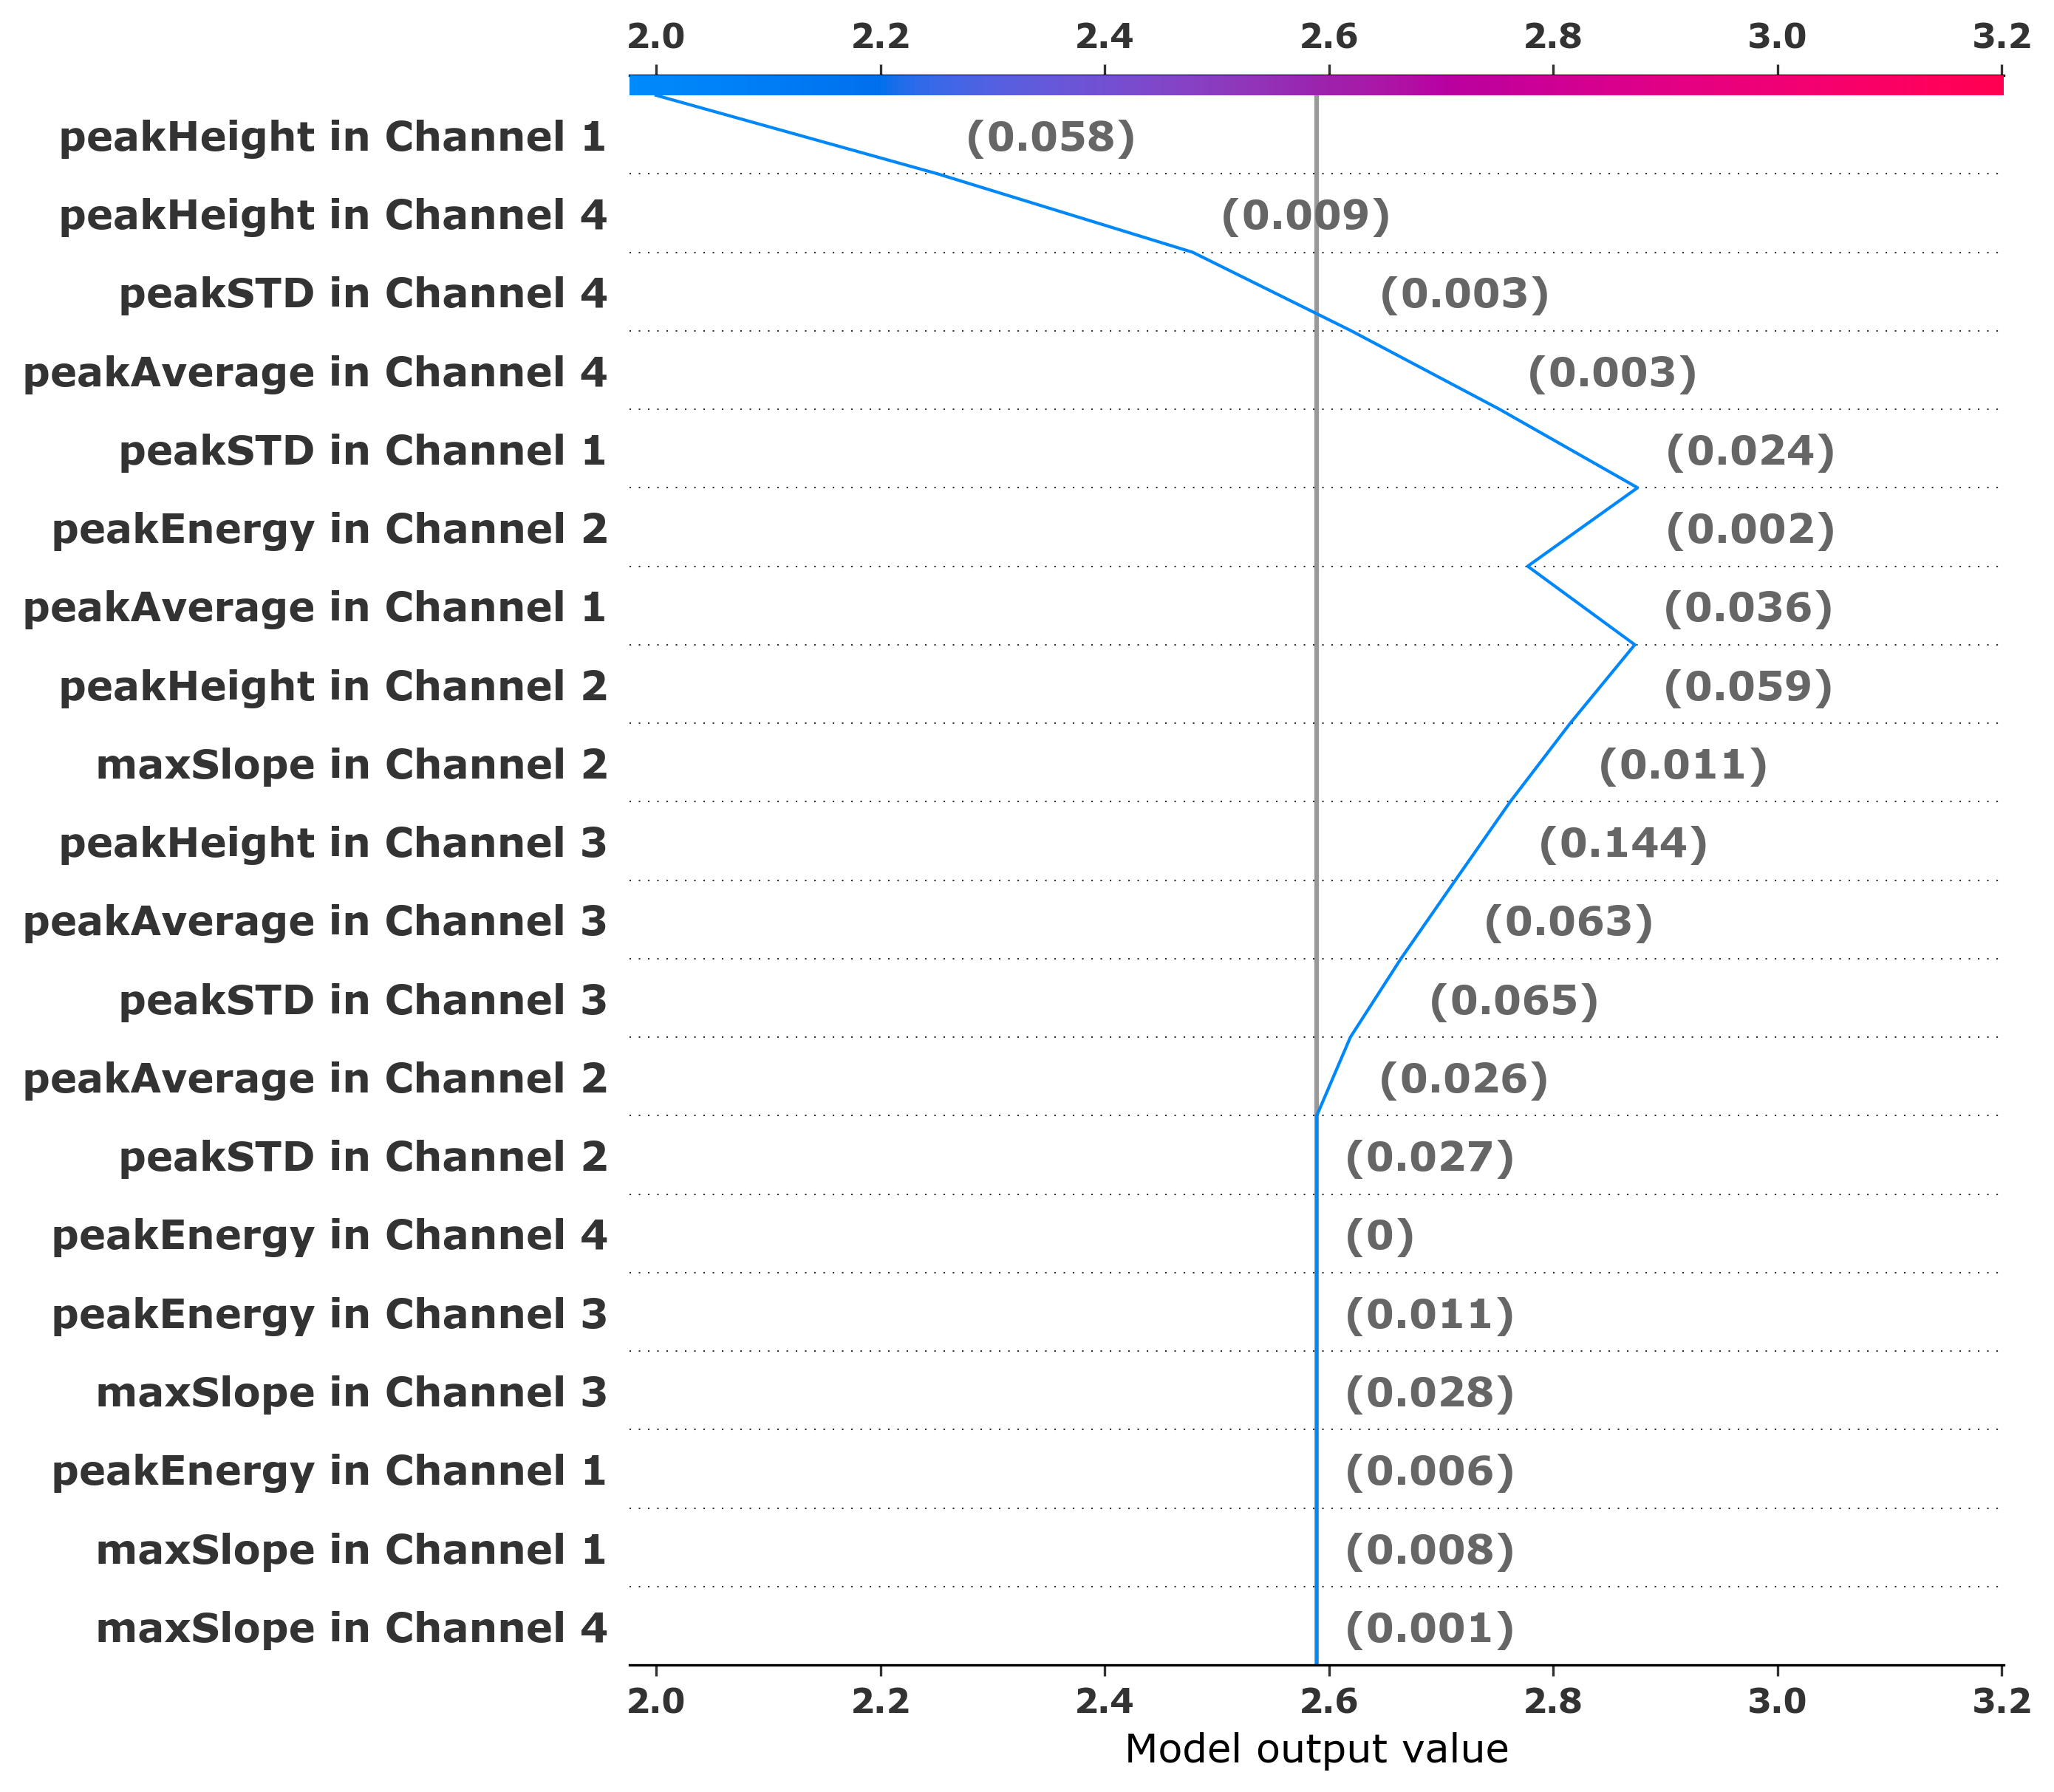 2.0 2.2 2.4 2.6 2.8 3.0 3.2
peakHeight in Channel 1 (0.058)
peakHeight in Channel 4 (0.009)
peakSTD in Channel 4 (0.003)
peakAverage in Channel 4 (0.003)
peakSTD in Channel 1 (0.024)
peakEnergy in Channel 2 (0.002)
peakAverage in Channel 1 (0.036)
peakHeight in Channel 2 (0.059)
maxSlope in Channel 2 (0.011)
peakHeight in Channel 3 (0.144)
peakAverage in Channel 3 (0.063)
peakSTD in Channel 3 (0.065)
peakAverage in Channel 2 (0.026)
peakSTD in Channel 2 (0.027)
peakEnergy in Channel 4 (0)
peakEnergy in Channel 3 (0.011)
maxSlope in Channel 3 (0.028)
peakEnergy in Channel 1 (0.006)
maxSlope in Channel 1 (0.008)
maxSlope in Channel 4 (0.001)
2.0 2.2 2.4 2.6 2.8 3.0 3.2
Model output value